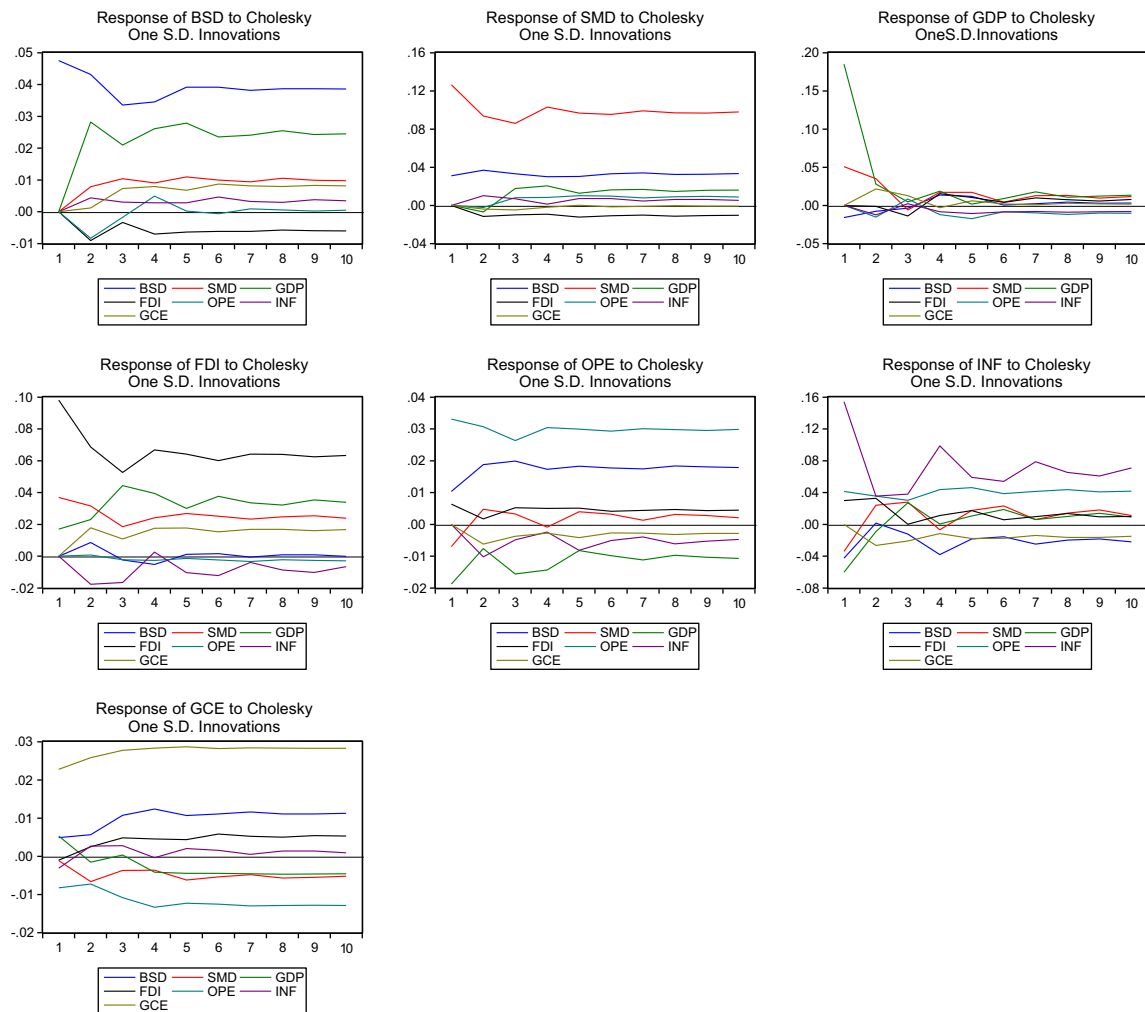 Response of BSD to Cholesky
One S.D. Innovations
.05
.04
.03
.02
.01
.00
-.01
1 2 3 4 5 6 7 8 9 10
BSD SMD GDP
FDI OPE INF
GCE
Response of SMD to Cholesky
One S.D. Innovations
.16
.12
.08
.04
.00
-.04
1 2 3 4 5 6 7 8 9 10
BSD SMD GDP
FDI OPE INF
GCE
Response of GDP to Cholesky
OneS.D.Innovations
.20
.15
.10
.05
.00
-.05
1 2 3 4 5 6 7 8 9 10
BSD SMD GDP
FDI OPE INF
GCE
Response of FDI to Cholesky
One S.D. Innovations
.10
.08
.06
.04
.02
.00
-.02
1 2 3 4 5 6 7 8 9 10
BSD SMD GDP
FDI OPE INF
GCE
Response of OPE to Cholesky
One S.D. Innovations
.04
.03
.02
.01
.00
-.01
-.02
1 2 3 4 5 6 7 8 9 10
BSD SMD GDP
FDI OPE INF
GCE
Response of INF to Cholesky
One S.D. Innovations
.16
.12
.08
.04
.00
-.04
-.08
1 2 3 4 5 6 7 8 9 10
BSD SMD GDP
FDI OPE INF
GCE
Response of GCE to Cholesky
One S.D. Innovations
.03
.02
.01
.00
-.01
-.02
1 2 3 4 5 6 7 8 9 10
BSD SMD GDP
FDI OPE INF
GCE